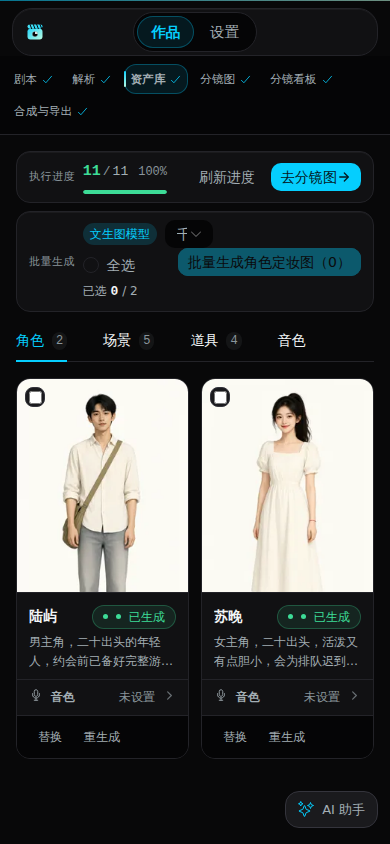 作品 设置
剧本 解析 资产库 分镜图 分镜看板
合成与导出
执行进度 11/11 100% 刷新进度 去分镜图
文生图模型
批量生成 全选 批量生成角色定妆图（0）
已选 0 / 2
角色 2 场景 5 道具 4 音色
陆屿 已生成
男主角，二十出头的年轻
人，约会前已备好完整游…
音色 未设置
替换 重生成
苏晚 已生成
女主角，二十出头，活泼又
有点胆小，会为排队迟到…
音色 未设置
替换 重生成
AI 助手